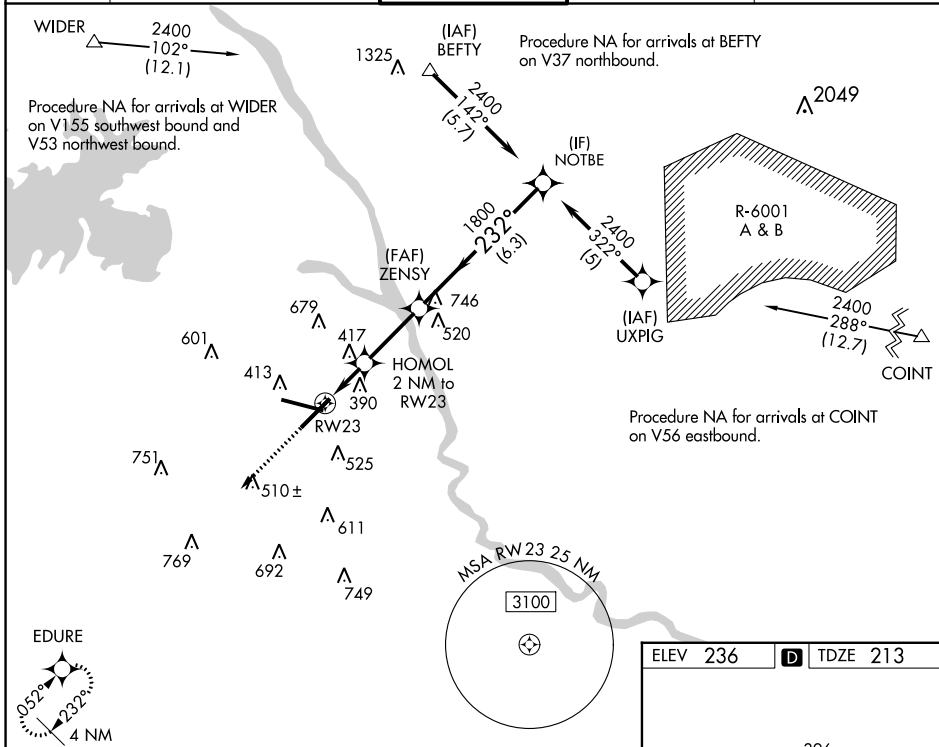 WIDER
2400
102°
(12.1)
Procedure NA for arrivals at WIDER
on V155 southwest bound and
V53 northwest bound.
1325
(IAF)
BEFTY
2400
142°
(5.7)
Procedure NA for arrivals at BEFTY
on V37 northbound.
2049
(IF)
NOTBE
1800
232°
(6.3)
2400
322°
(5)
R-6001
A & B
(FAF)
ZENSY
746
520
(IAF)
UXPIG
2400
288°
(12.7)
COINT
679
417
601
413
390
HOMOL
2 NM to
RW23
RW23
Procedure NA for arrivals at COINT
on V56 eastbound.
751
525
510±
611
769
692
749
MSA RW 23 25 NM
3100
EDURE
052°
232°
4 NM
ELEV 236
D
TDZE 213